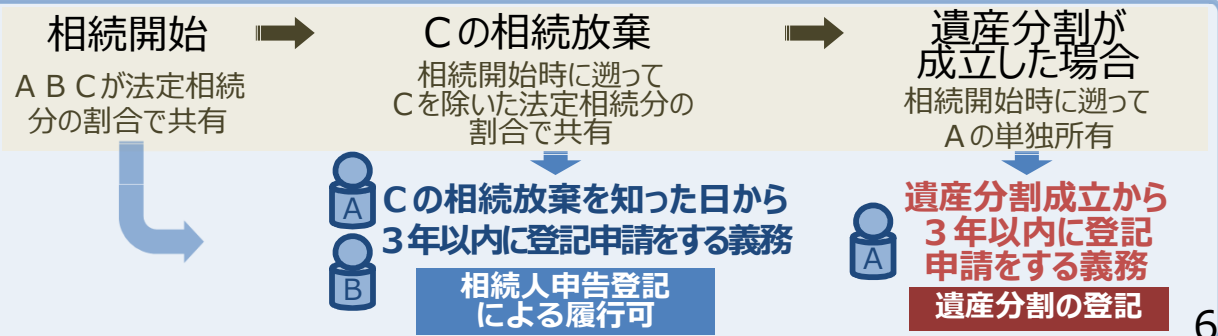 相続開始
ＡＢＣが法定相続
分の割合で共有
Ｃの相続放棄
相続開始時に遡って
Ｃを除いた法定相続分の
割合で共有
遺産分割が
成立した場合
相続開始時に遡って
Ａの単独所有
A
B
Ｃの相続放棄を知った日から
３年以内に登記申請をする義務
相続人申告登記
による履行可
A
遺産分割成立から
３年以内に登記
申請をする義務
遺産分割の登記
6